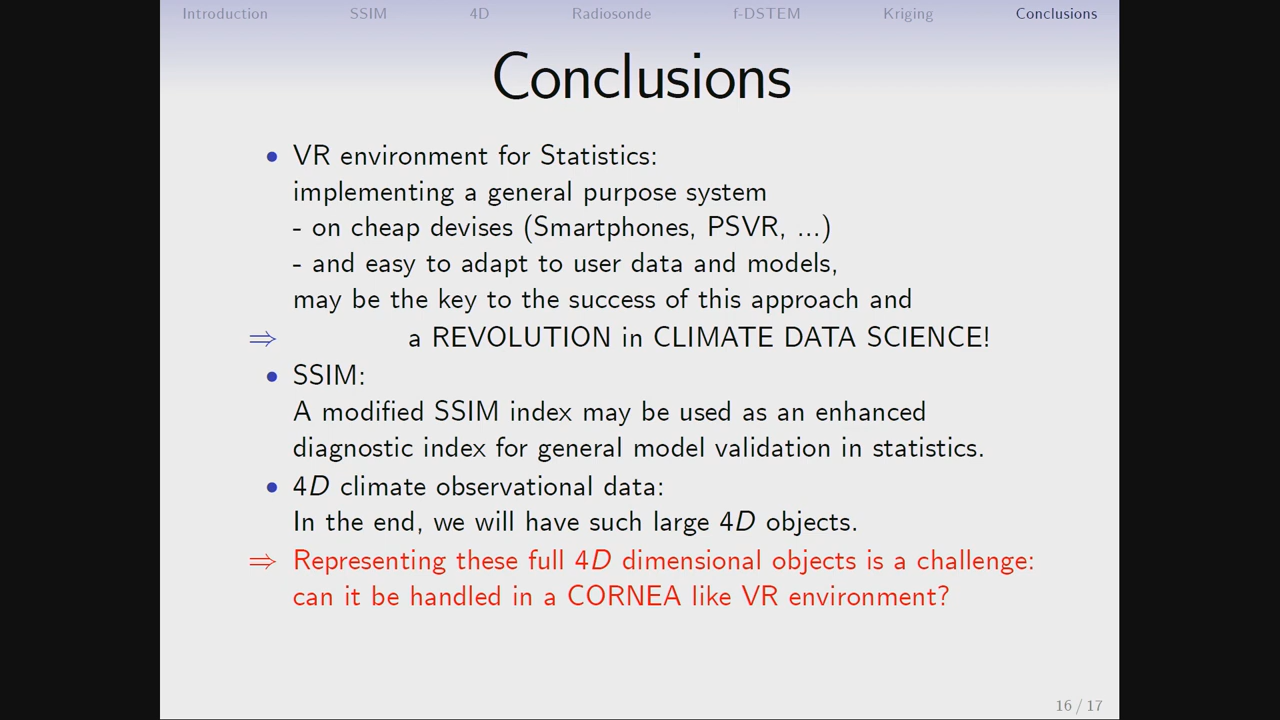 Introduction SSIM 4D Radiosonde f-DSTEM Kriging Conclusions
Conclusions
• VR environment for Statistics:
implementing a general purpose system
- on cheap devises (Smartphones, PSVR, ...)
- and easy to adapt to user data and models,
may be the key to the success of this approach and
⇒ a REVOLUTION in CLIMATE DATA SCIENCE!
• SSIM:
A modified SSIM index may be used as an enhanced
diagnostic index for general model validation in statistics.
• 4D climate observational data:
In the end, we will have such large 4D objects.
⇒ Representing these full 4D dimensional objects is a challenge:
can it be handled in a CORNEA like VR environment?
16 / 17